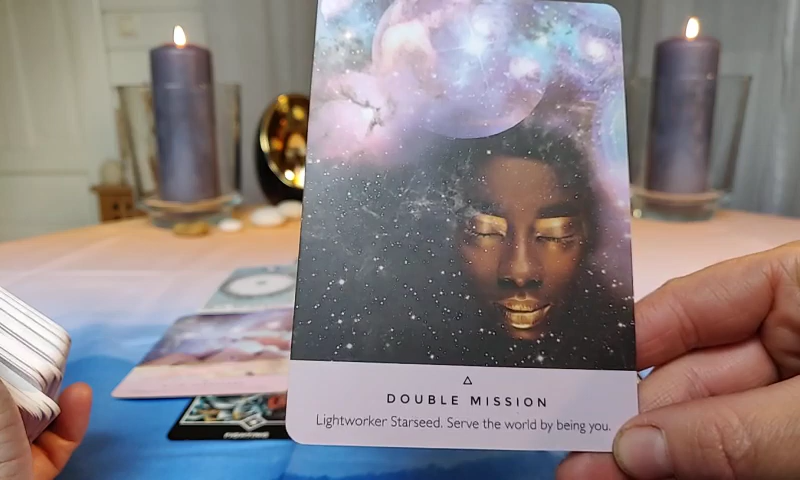 DOUBLE MISSION
Lightworker Starseed. Serve the world by being you.